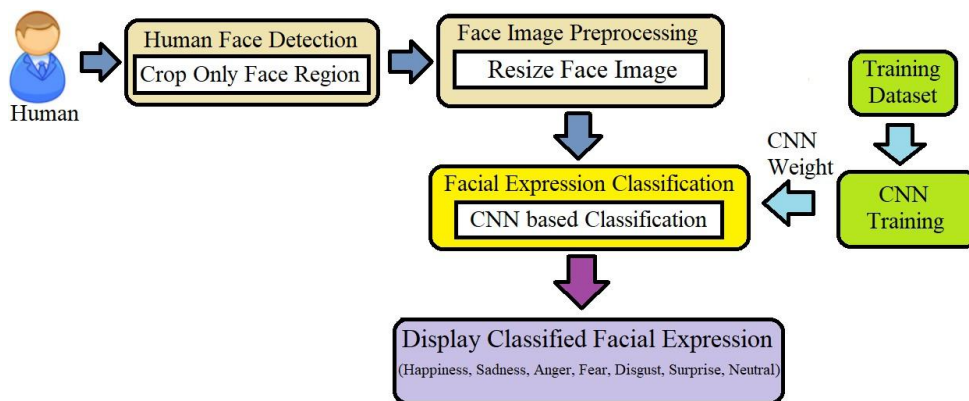 Human
Human Face Detection
Crop Only Face Region
Face Image Preprocessing
Resize Face Image
Training
Dataset
CNN
Weight
CNN
Training
Facial Expression Classification
CNN based Classification
Display Classified Facial Expression
(Happiness, Sadness, Anger, Fear, Disgust, Surprise, Neutral)